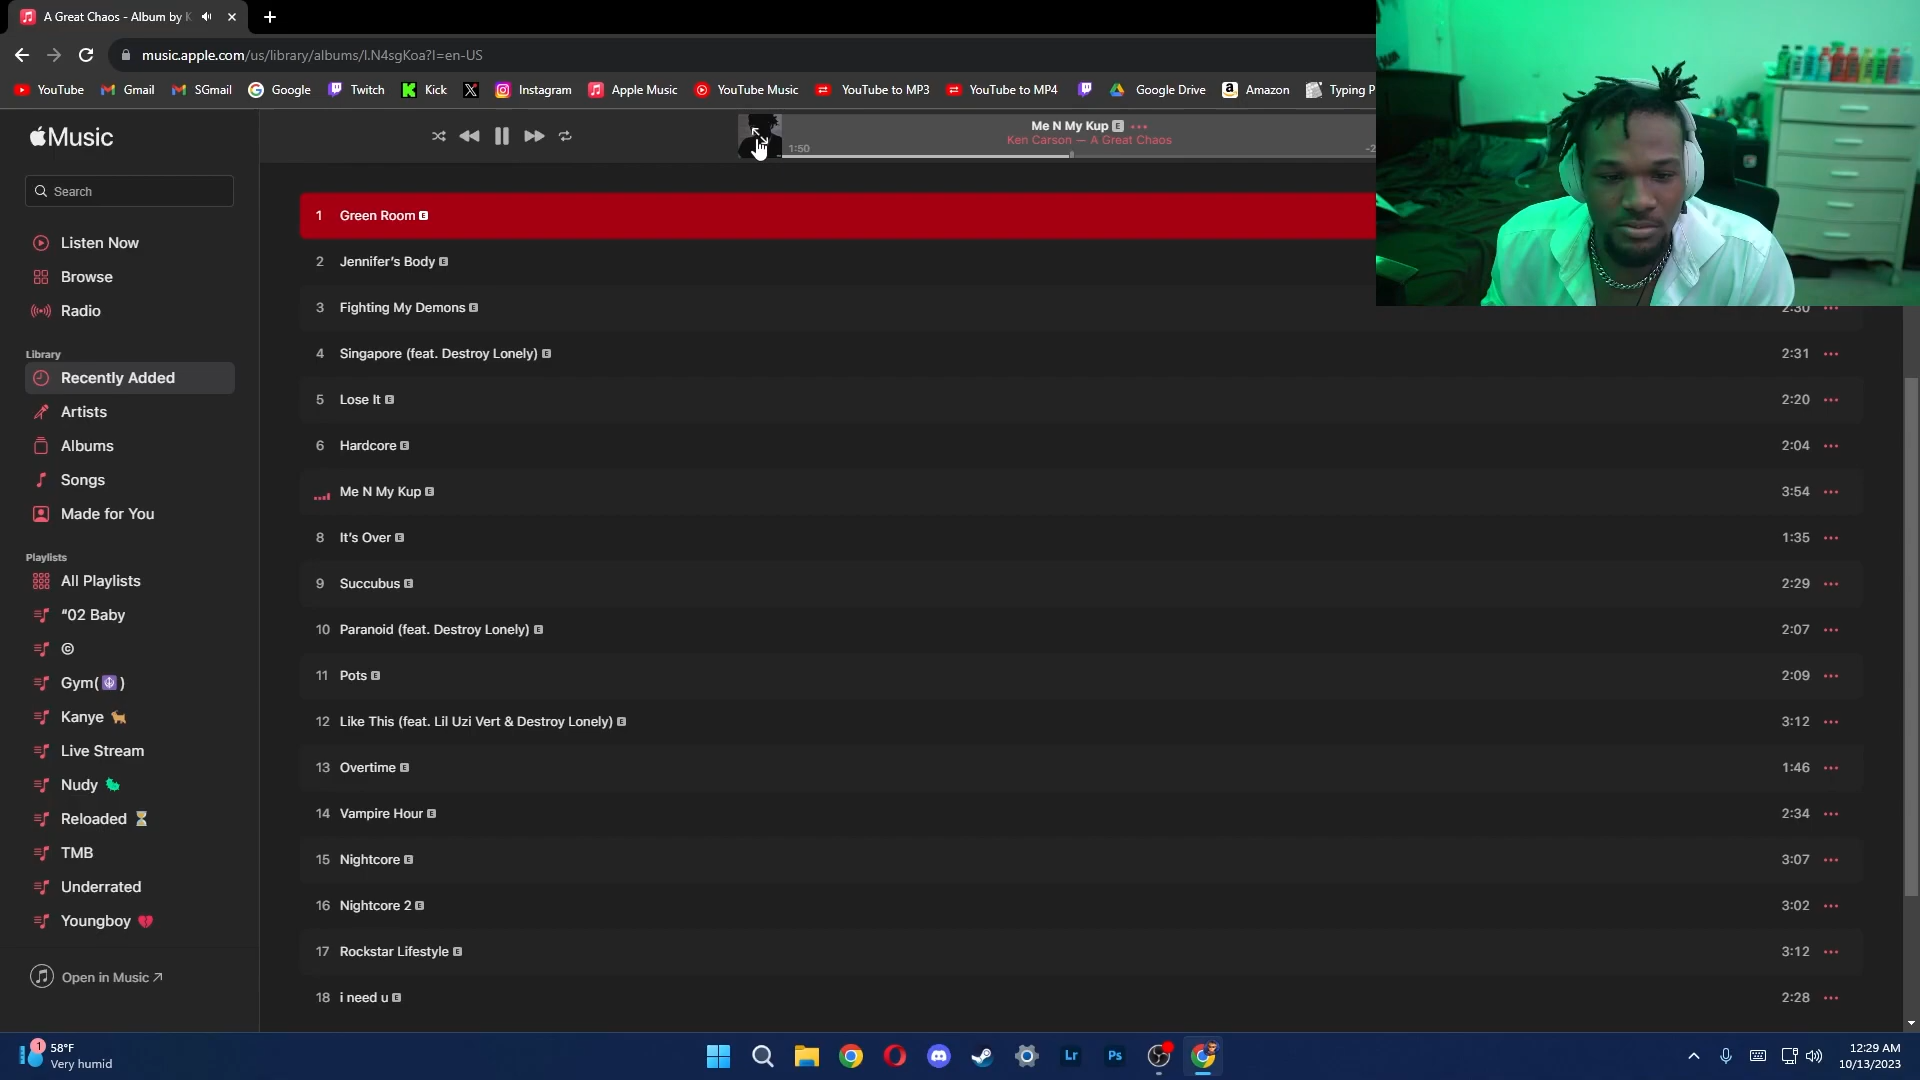 A Great Chaos - Album by K
music.apple.com/us/library/albums/l.N4sgKoa?l=en-US
YouTube Gmail SGmail Google Twitch Kick Instagram Apple Music YouTube Music YouTube to MP3 YouTube to MP4 Google Drive Amazon Typing P
Music
Search
Listen Now
Browse
Radio
Library
Recently Added
Artists
Albums
Songs
Made for You
Playlists
All Playlists
“02 Baby
©
Gym( )
Kanye
Live Stream
Nudy
Reloaded
TMB
Underrated
Youngboy
Open in Music
Me N My Kup E
Ken Carson — A Great Chaos
1:50 -2
1 Green Room E
2 Jennifer’s Body E
3 Fighting My Demons E 2:30
4 Singapore (feat. Destroy Lonely) E 2:31
5 Lose It E 2:20
6 Hardcore E 2:04
Me N My Kup E 3:54
8 It’s Over E 1:35
9 Succubus E 2:29
10 Paranoid (feat. Destroy Lonely) E 2:07
11 Pots E 2:09
12 Like This (feat. Lil Uzi Vert & Destroy Lonely) E 3:12
13 Overtime E 1:46
14 Vampire Hour E 2:34
15 Nightcore E 3:07
16 Nightcore 2 E 3:02
17 Rockstar Lifestyle E 3:12
18 i need u E 2:28
1 58°F
Very humid
Lr Ps
12:29 AM
10/13/2023